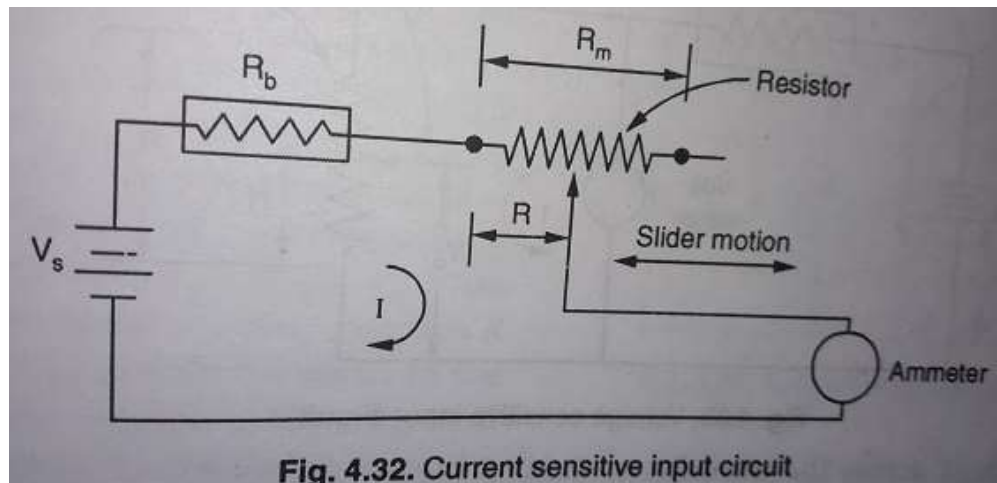 R_m
Resistor
R_b
R
Slider motion
V_s
I
Ammeter
Fig. 4.32. Current sensitive input circuit